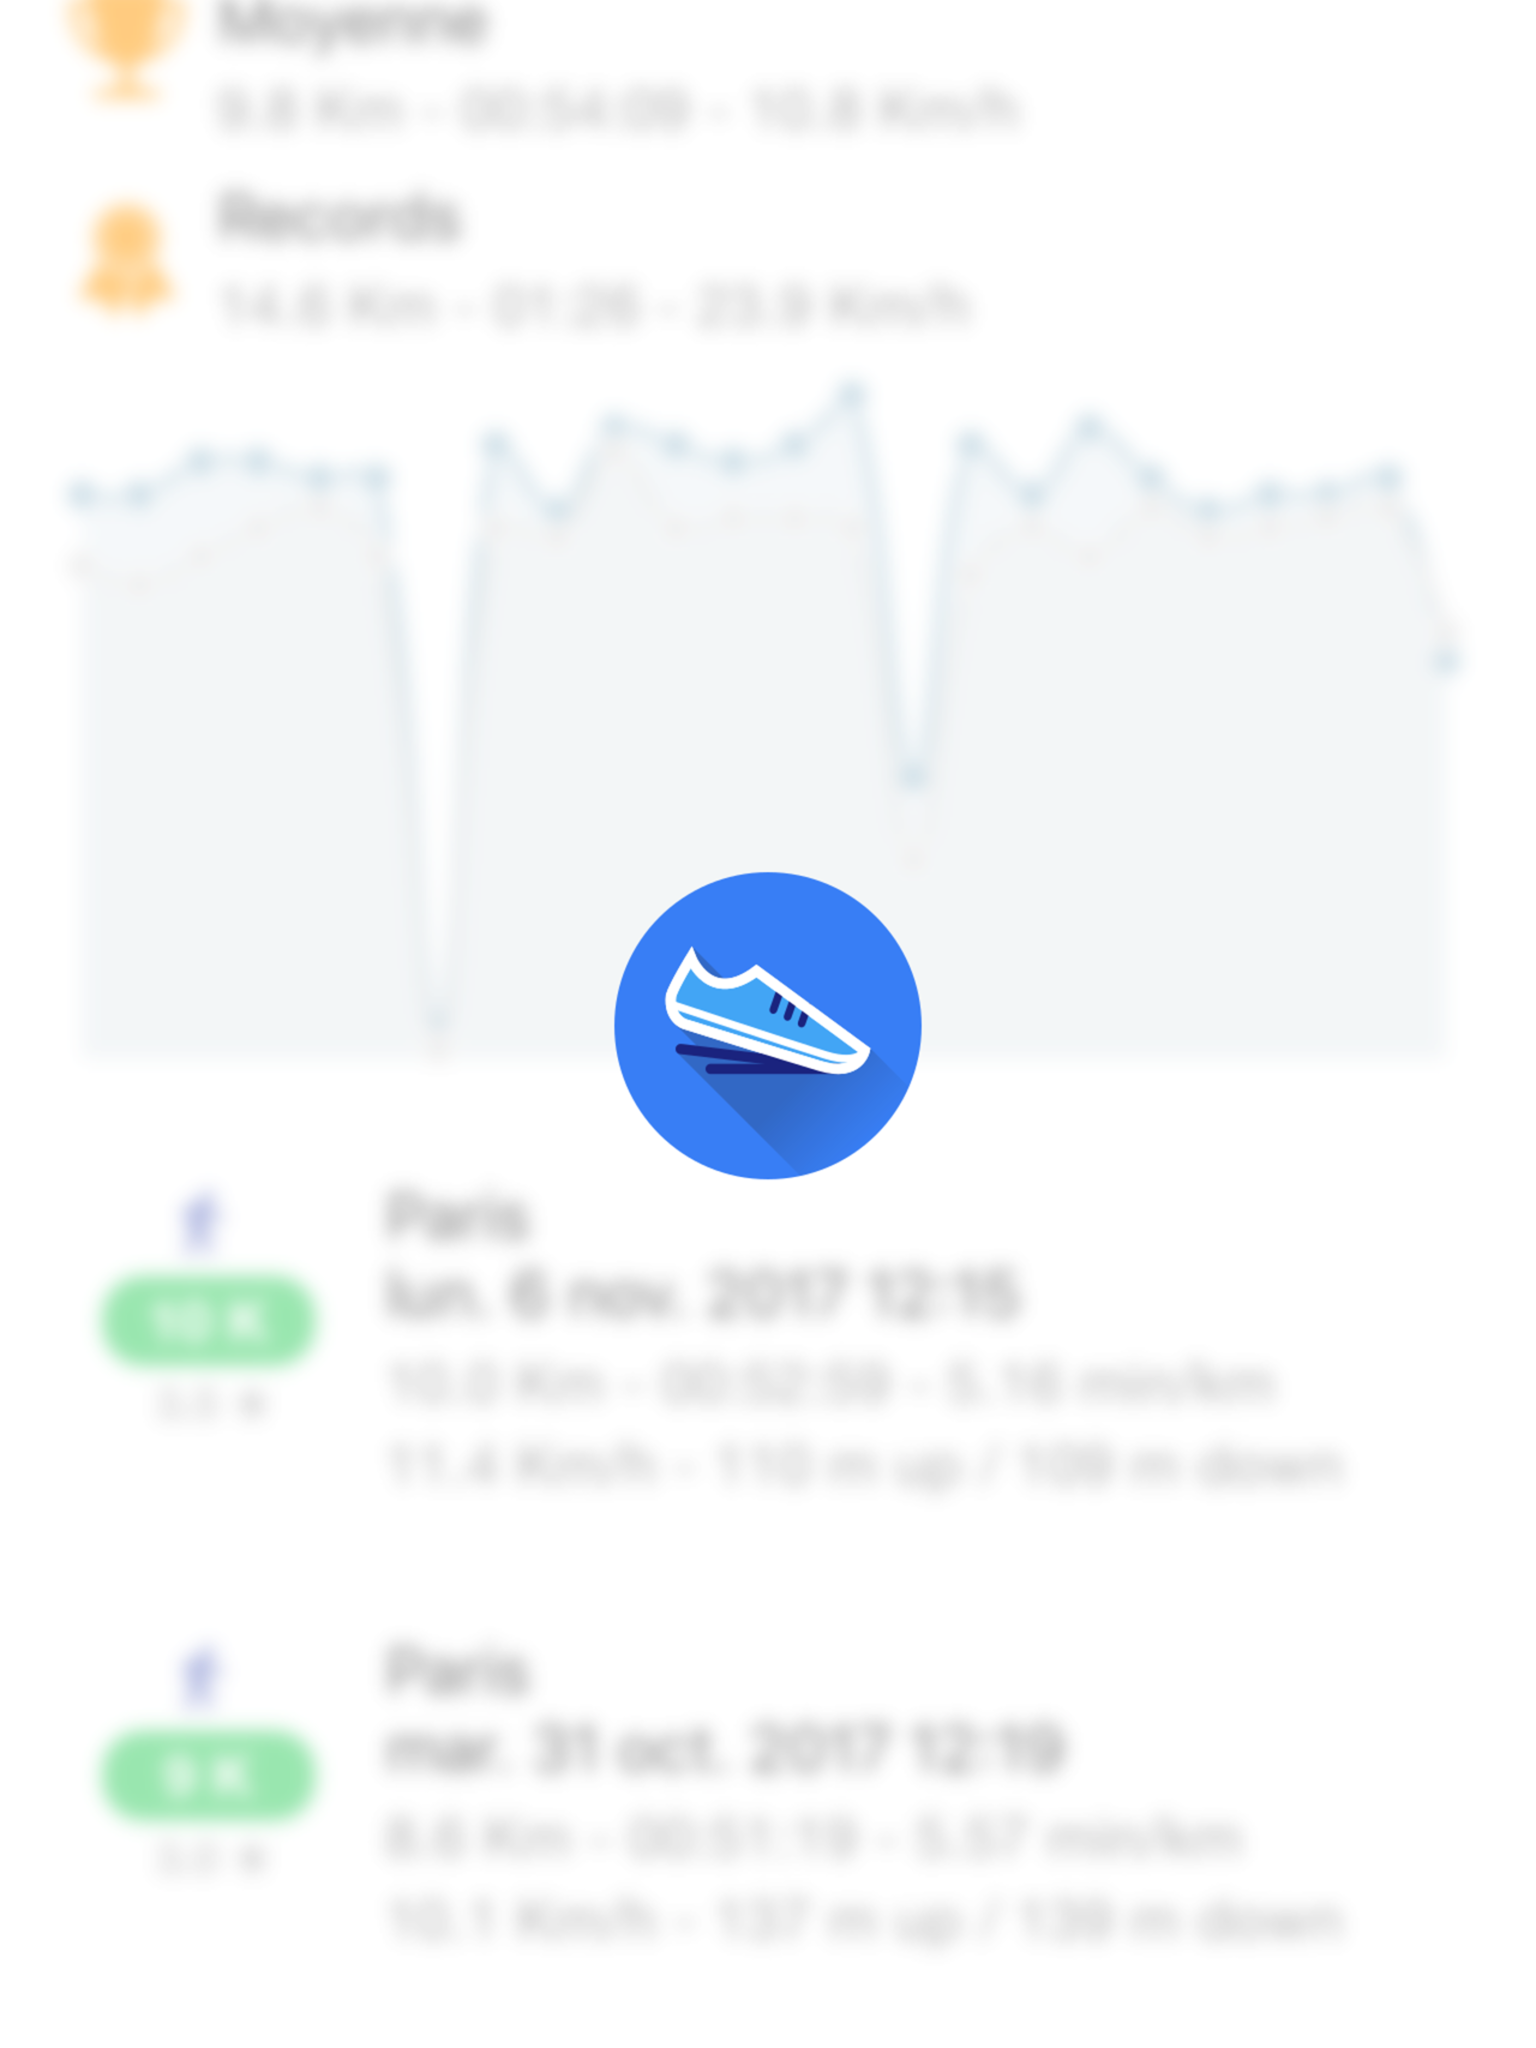 Moyenne
9.8 Km - 00:54:09 - 10.8 Km/h
Records
14.6 Km - 01:26 - 23.9 Km/h
Paris
lun. 6 nov. 2017 12:15
10 K
10.0 Km - 00:52:59 - 5.16 min/km
11.4 Km/h - 110 m up / 109 m down
Paris
mar. 31 oct. 2017 12:19
9 K
8.6 Km - 00:51:19 - 5.57 min/km
10.1 Km/h - 137 m up / 139 m down